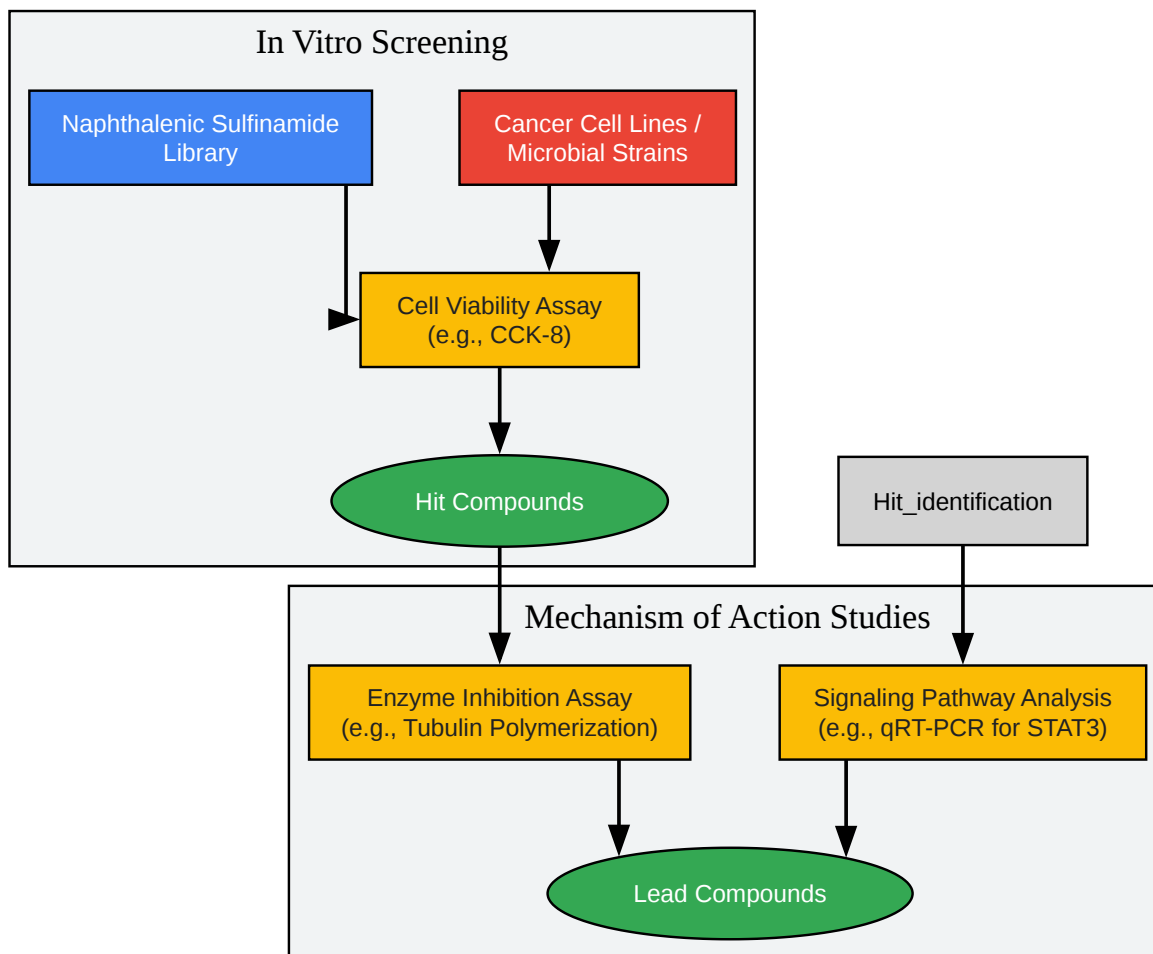 In Vitro Screening
Naphthalenic Sulfinamide
Library
Cancer Cell Lines /
Microbial Strains
Cell Viability Assay
(e.g., CCK-8)
Hit Compounds
Hit_identification
Mechanism of Action Studies
Enzyme Inhibition Assay
(e.g., Tubulin Polymerization)
Signaling Pathway Analysis
(e.g., qRT-PCR for STAT3)
Lead Compounds